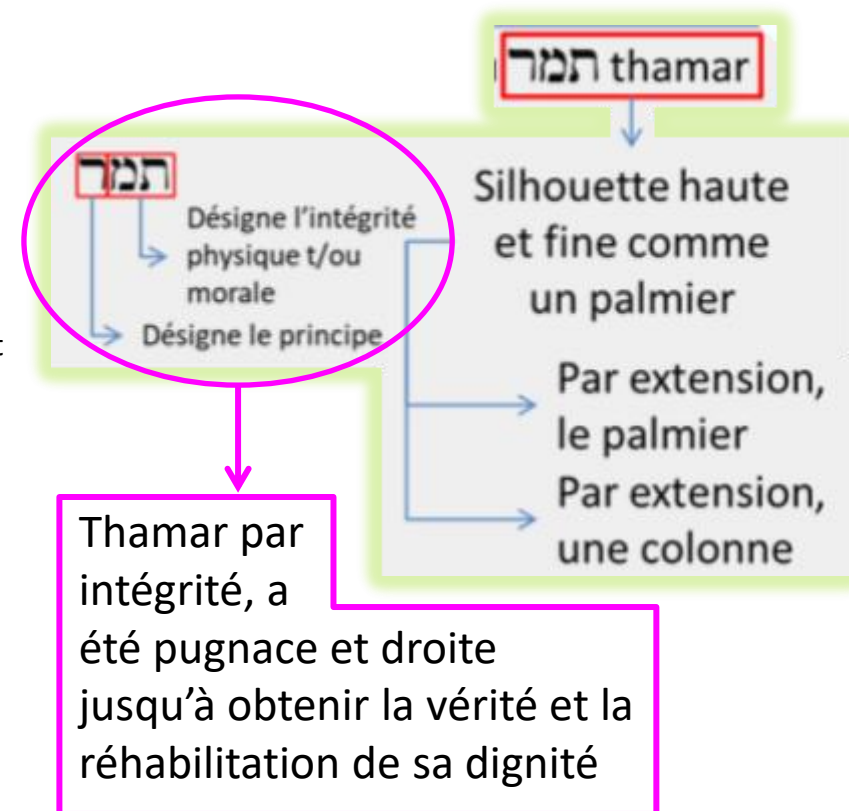 תמר thamar
תמר
Désigne l'intégrité
physique t/ou
morale
Désigne le principe
Silhouette haute
et fine comme
un palmier
Par extension,
le palmier
Par extension,
une colonne
Thamar par
intégrité, a
été pugnace et droite
jusqu'à obtenir la vérité et la
réhabilitation de sa dignité